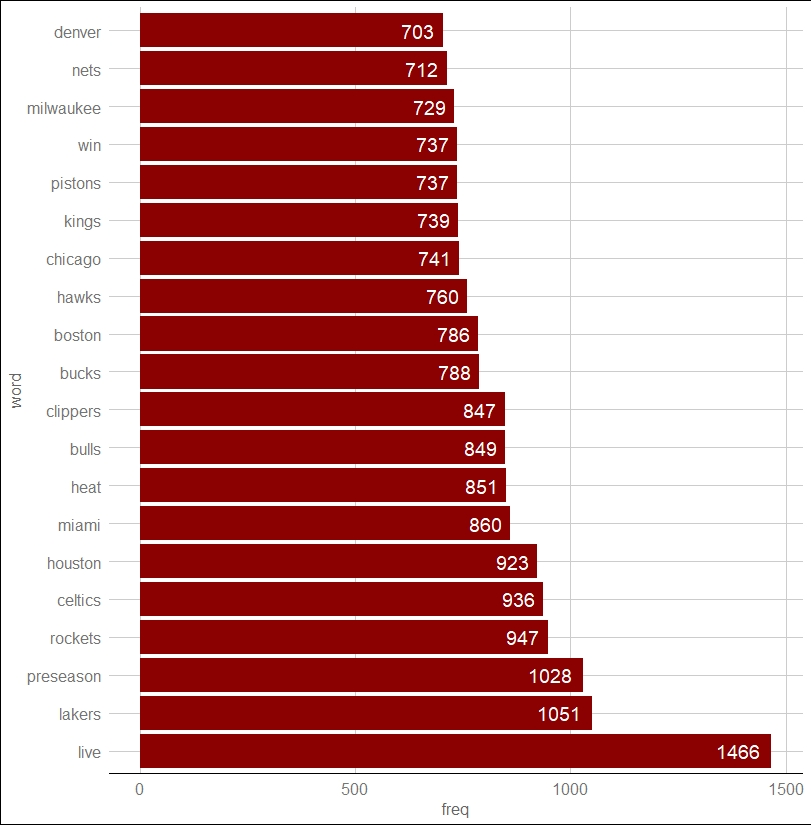 denver 703
nets 712
milwaukee 729
win 737
pistons 737
kings 739
chicago 741
hawks 760
boston 786
bucks 788
word
clippers 847
bulls 849
heat 851
miami 860
houston 923
celtics 936
rockets 947
preseason 1028
lakers 1051
live 1466
0 500 1000 1500
freq